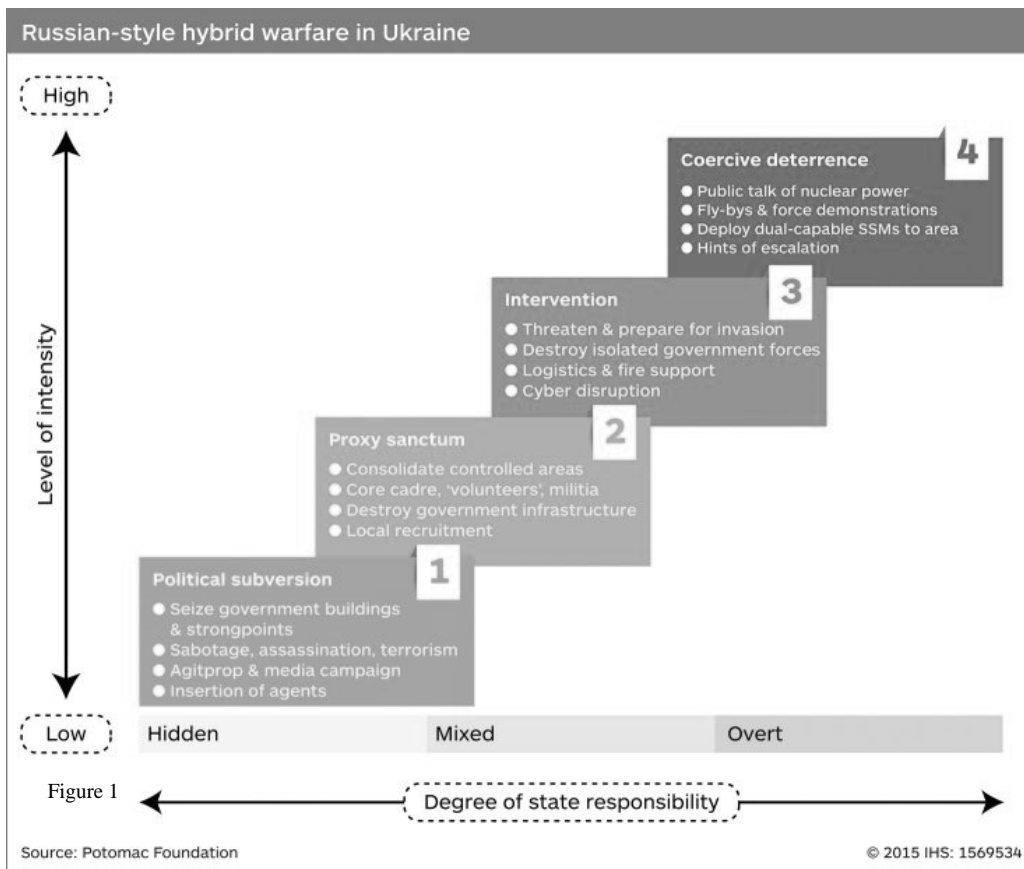 Russian-style hybrid warfare in Ukraine
High
Level of intensity
4
Coercive deterrence
Public talk of nuclear power
Fly-bys & force demonstrations
Deploy dual-capable SSMs to area
Hints of escalation
3
Intervention
Threaten & prepare for invasion
Destroy isolated government forces
Logistics & fire support
Cyber disruption
2
Proxy sanctum
Consolidate controlled areas
Core cadre, ‘volunteers’, militia
Destroy government infrastructure
Local recruitment
1
Political subversion
Seize government buildings
& strongpoints
Sabotage, assassination, terrorism
Agitprop & media campaign
Insertion of agents
Low
Hidden
Mixed
Overt
Figure 1
Degree of state responsibility
Source: Potomac Foundation
© 2015 IHS: 1569534